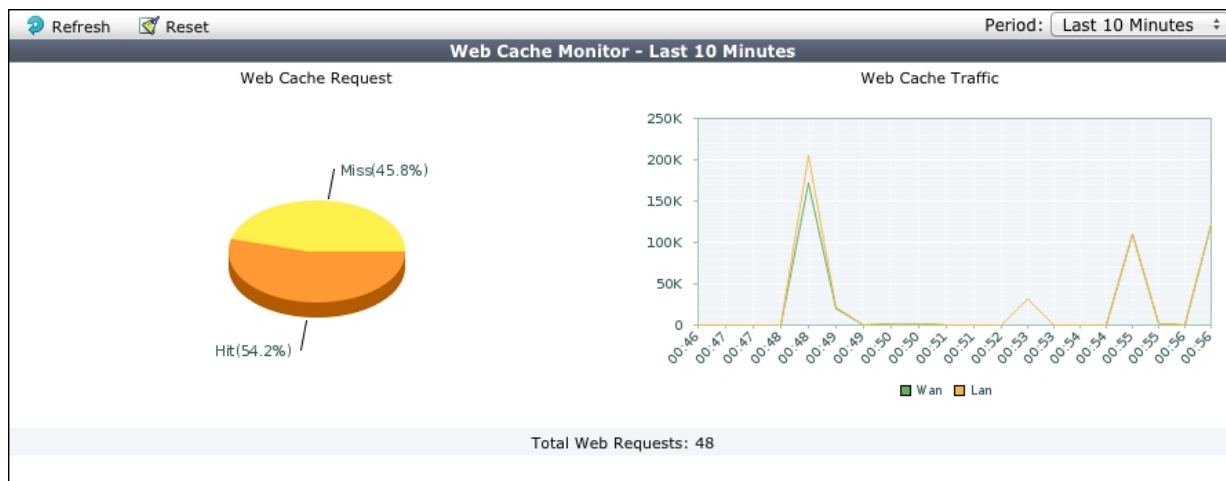 Refresh Reset Period: Last 10 Minutes
Web Cache Monitor - Last 10 Minutes
Web Cache Request
Miss(45.8%)
Hit(54.2%)
Web Cache Traffic
250K
200K
150K
100K
50K
0
00:46 00:47 00:47 00:48 00:48 00:49 00:49 00:50 00:50 00:51 00:51 00:52 00:53 00:53 00:54 00:54 00:55 00:55 00:56 00:56
Wan Lan
Total Web Requests: 48